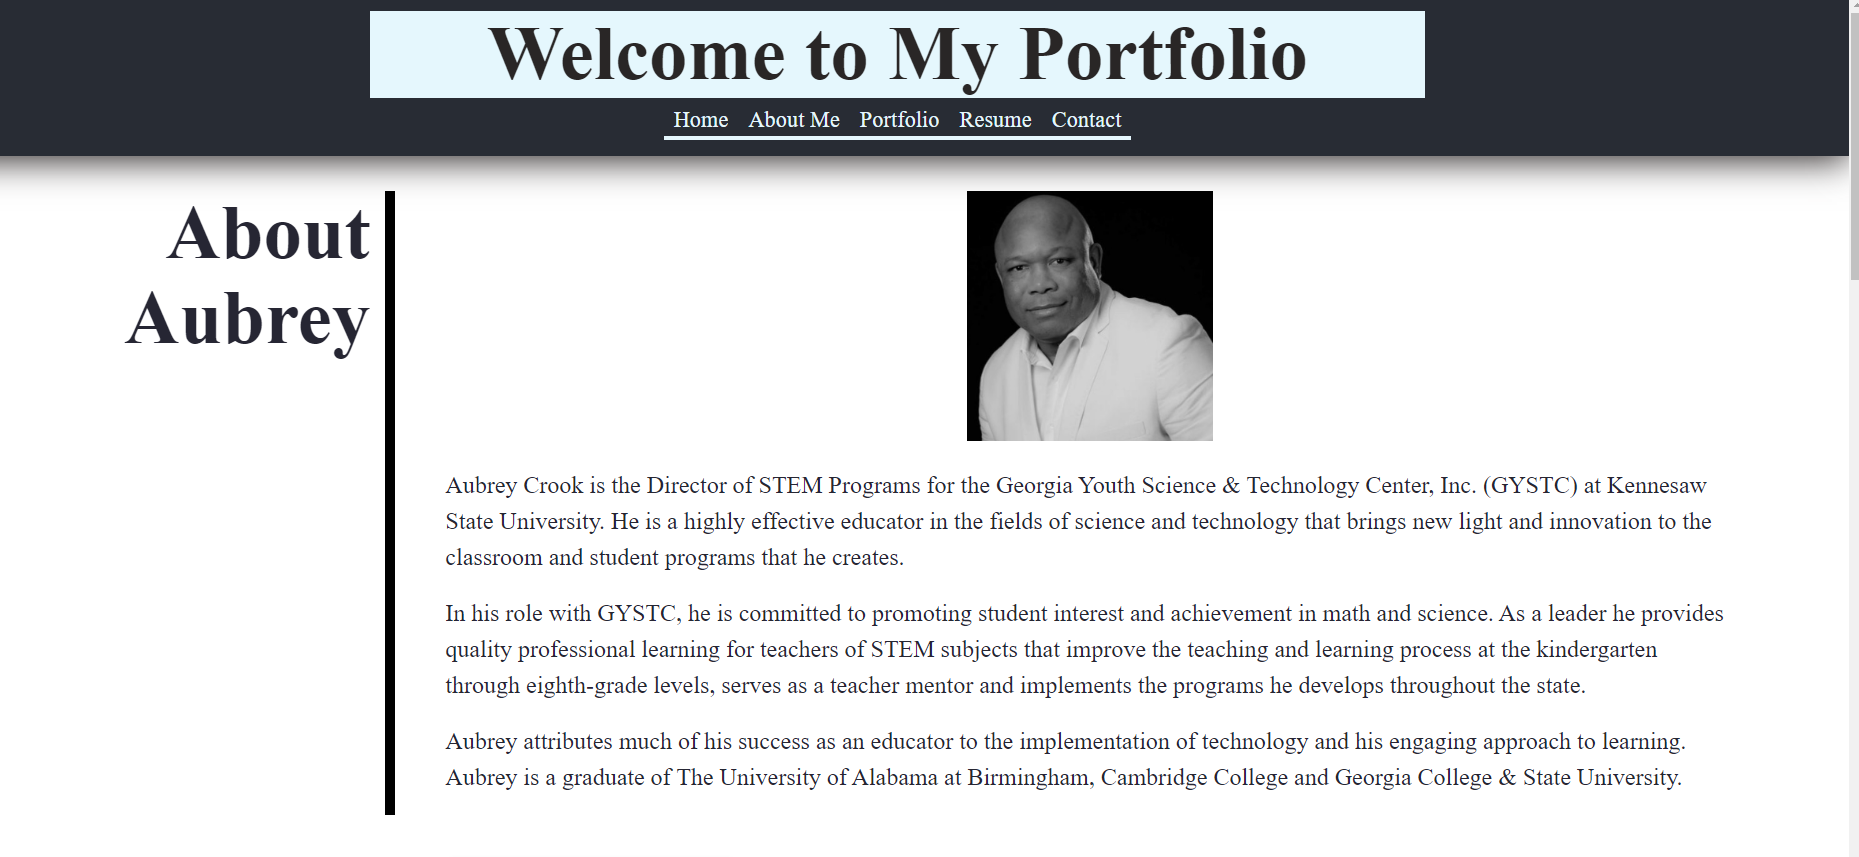 Welcome to My Portfolio
Home About Me Portfolio Resume Contact
About
Aubrey
Aubrey Crook is the Director of STEM Programs for the Georgia Youth Science & Technology Center, Inc. (GYSTC) at Kennesaw
State University. He is a highly effective educator in the fields of science and technology that brings new light and innovation to the
classroom and student programs that he creates.
In his role with GYSTC, he is committed to promoting student interest and achievement in math and science. As a leader he provides
quality professional learning for teachers of STEM subjects that improve the teaching and learning process at the kindergarten
through eighth-grade levels, serves as a teacher mentor and implements the programs he develops throughout the state.
Aubrey attributes much of his success as an educator to the implementation of technology and his engaging approach to learning.
Aubrey is a graduate of The University of Alabama at Birmingham, Cambridge College and Georgia College & State University.